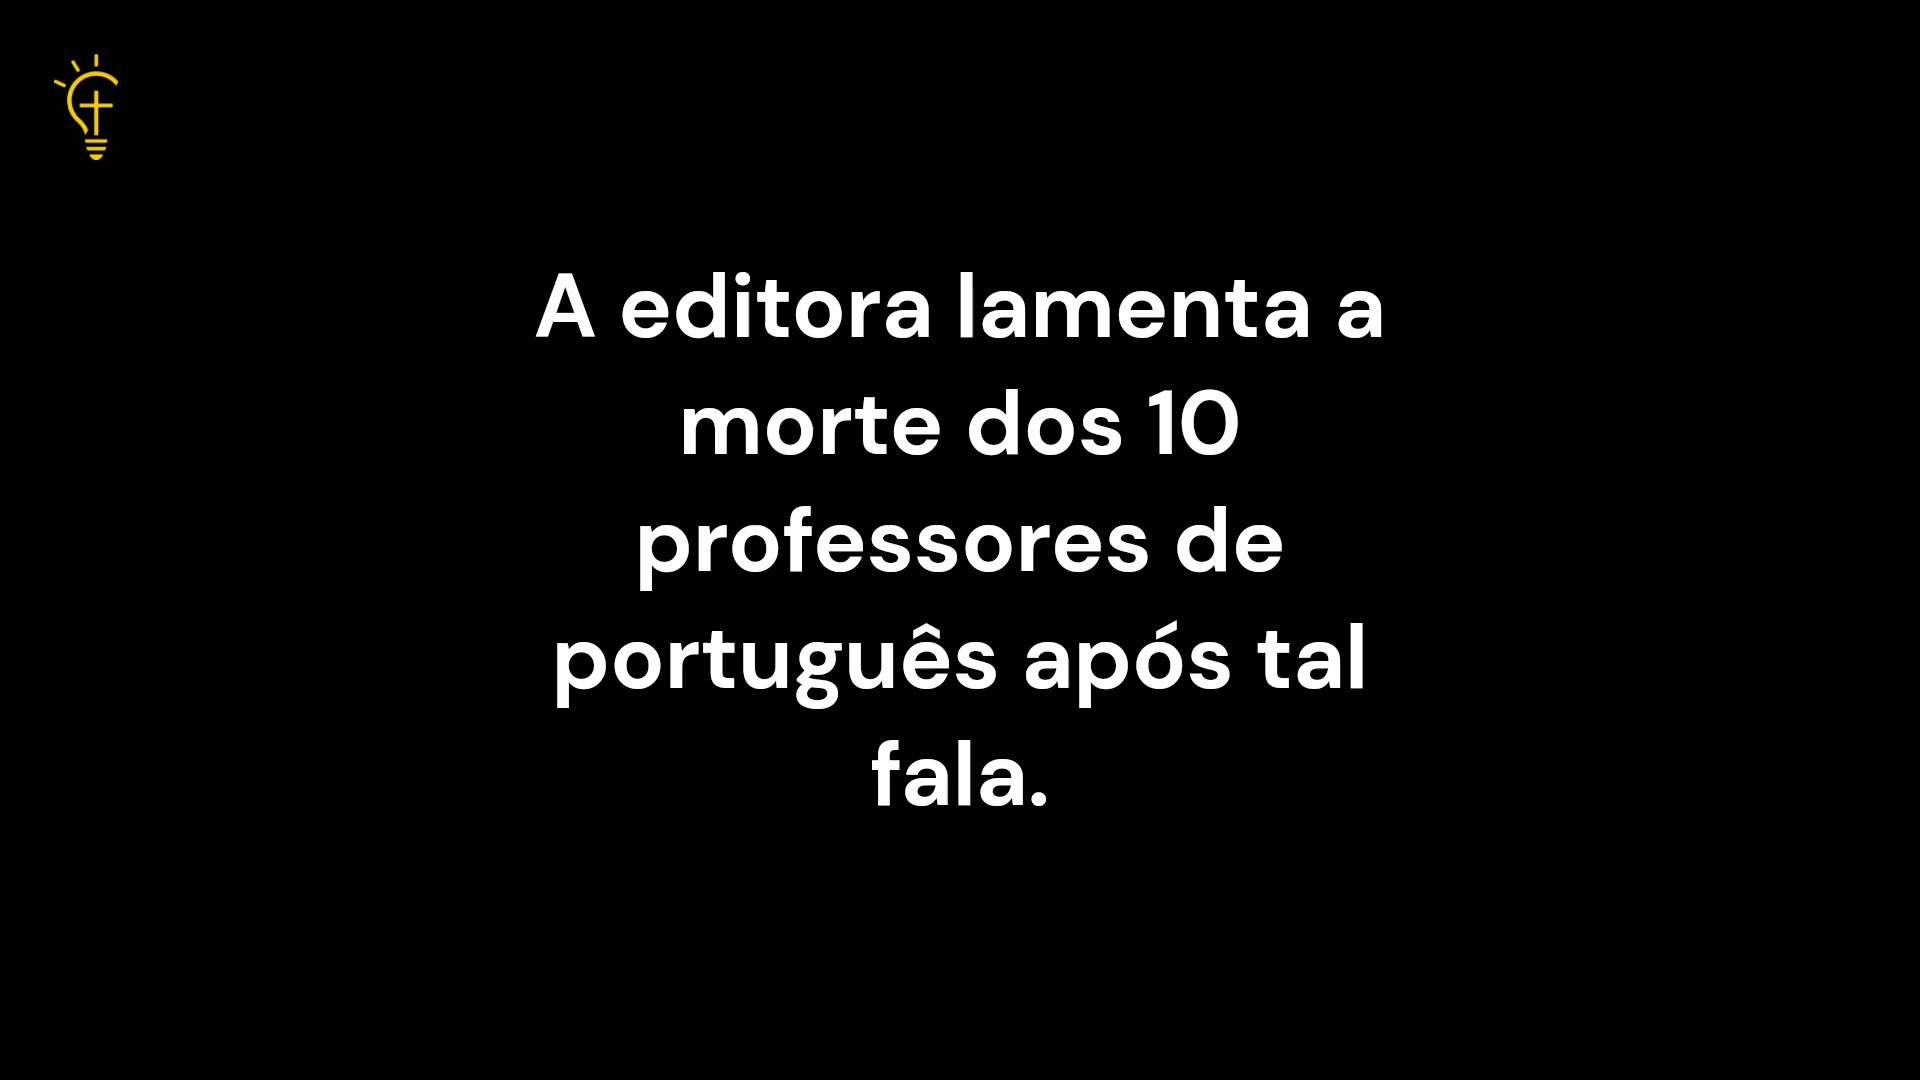 A editora lamenta a
morte dos 10
professores de
português após tal
fala.